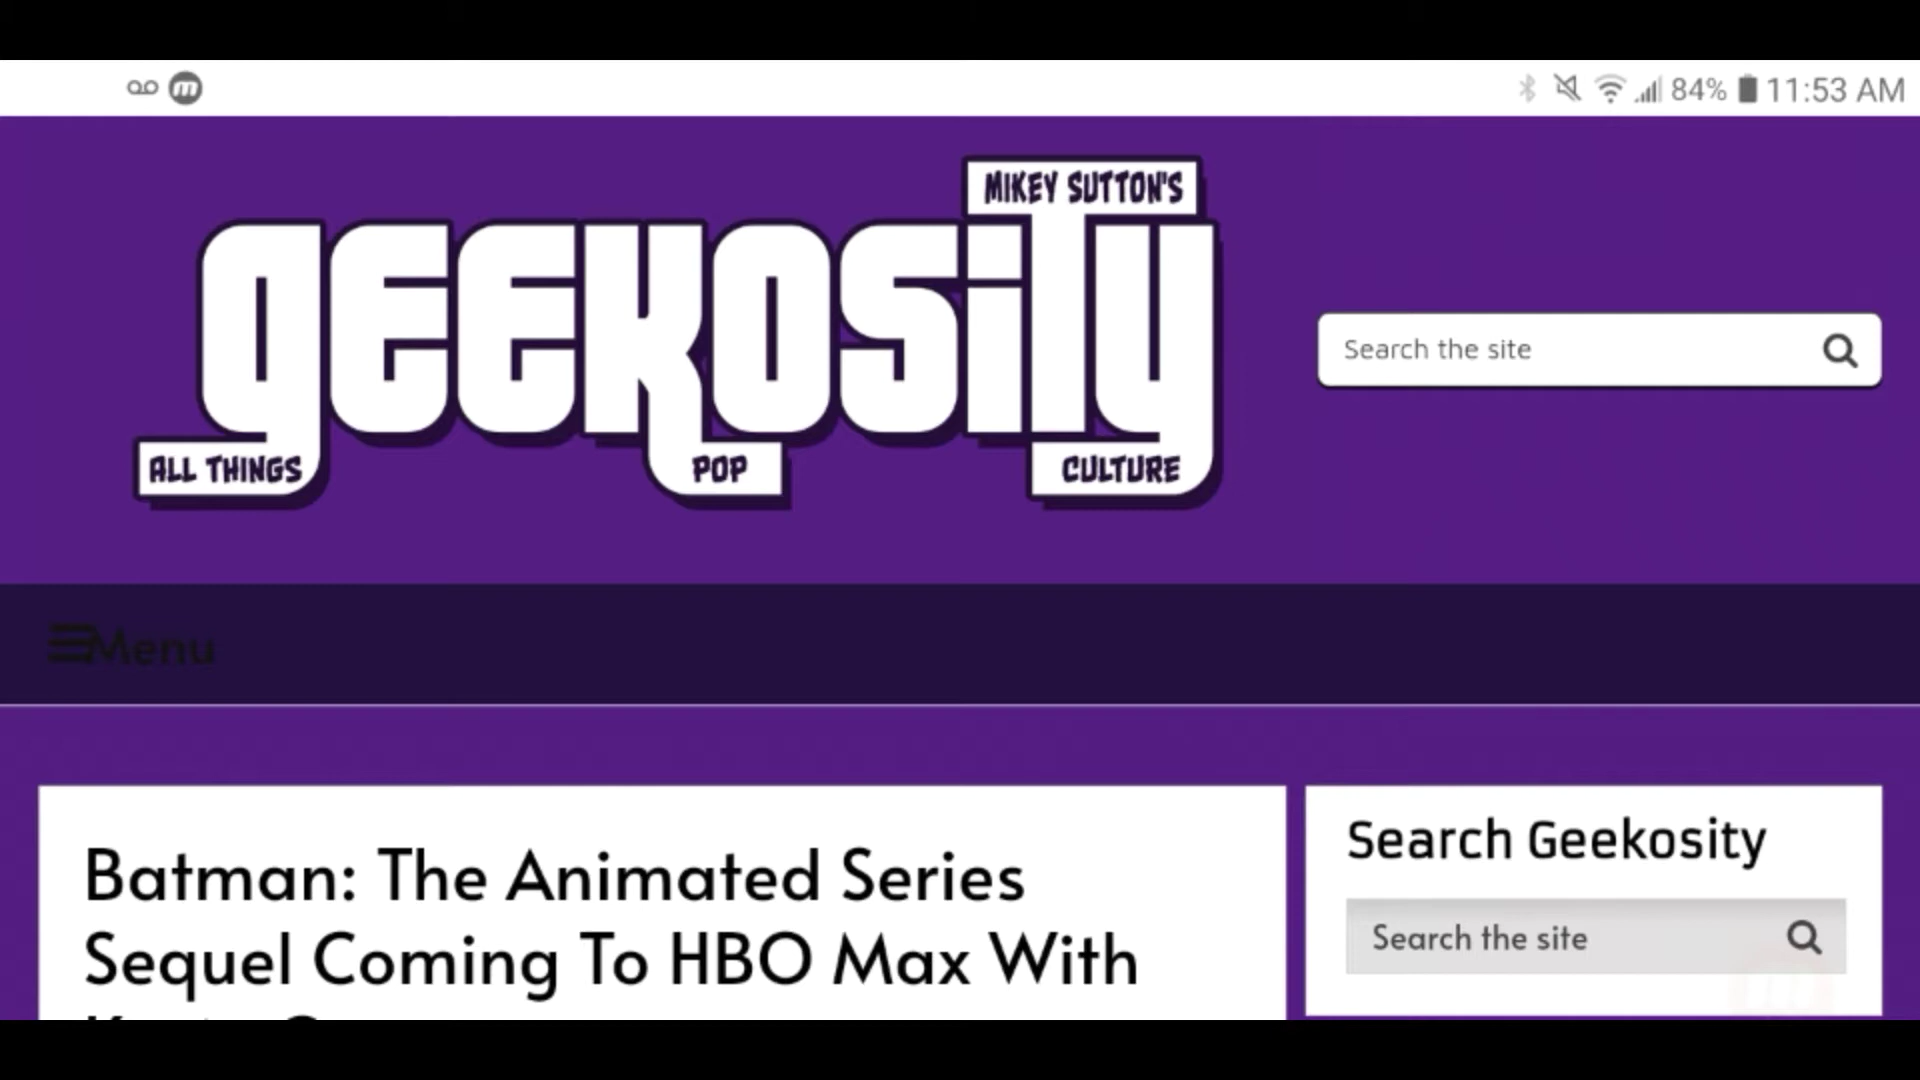 84% 11:53 AM
MIKEY SUTTON'S
geekosity
ALL THINGS POP CULTURE
Search the site
Menu
Batman: The Animated Series
Sequel Coming To HBO Max With
Search Geekosity
Search the site